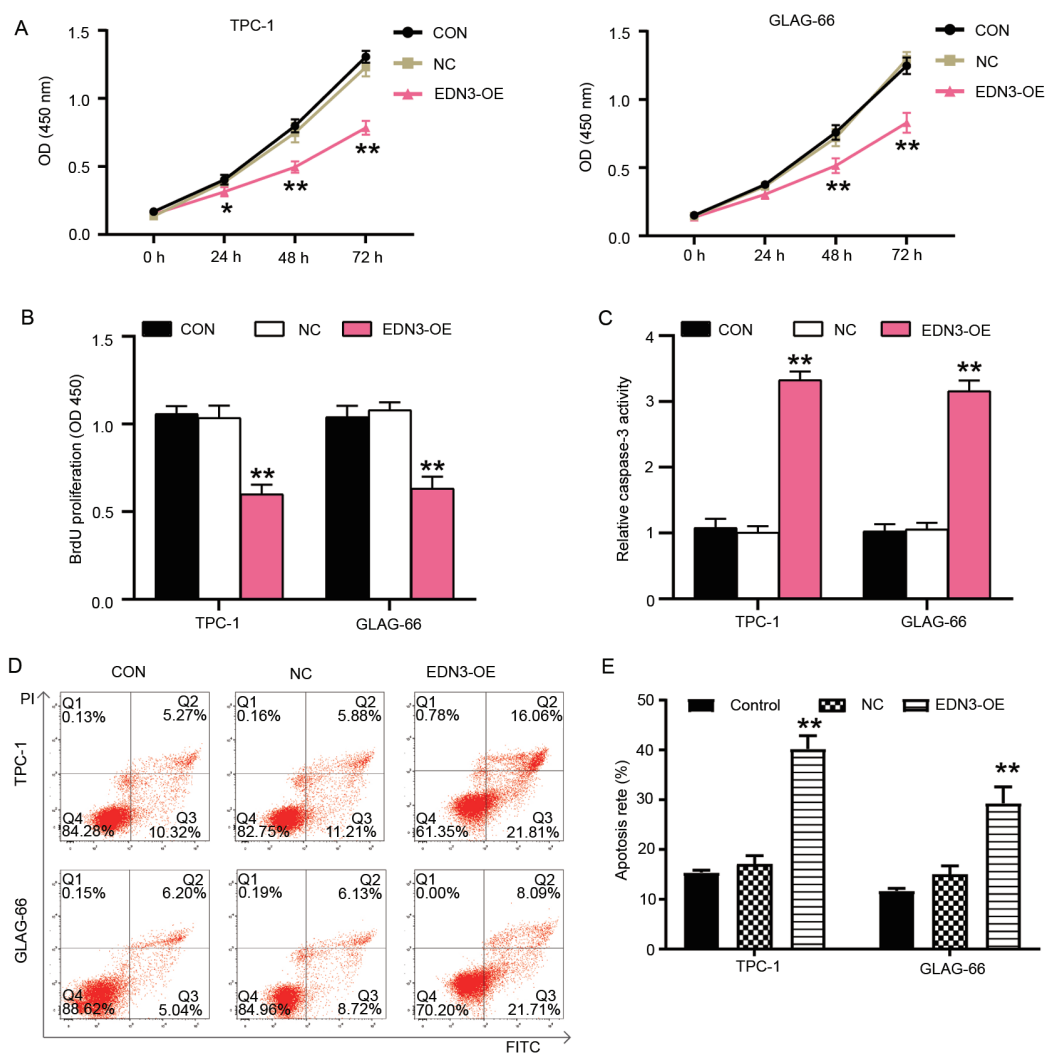 A
TPC-1
CON
NC
EDN3-OE
OD (450 nm)
1.5
1.0
0.5
0.0
*
**
**
0 h
24 h
48 h
72 h
GLAG-66
CON
NC
EDN3-OE
OD (450 nm)
1.5
1.0
0.5
0.0
**
**
0 h
24 h
48 h
72 h
B
CON
NC
EDN3-OE
BrdU proliferation (OD 450)
1.5
1.0
0.5
0.0
**
**
TPC-1
GLAG-66
C
CON
NC
EDN3-OE
Relative caspase-3 activity
4
3
2
1
0
**
**
TPC-1
GLAG-66
D
CON
NC
EDN3-OE
PI
TPC-1
Q1
0.13%
Q2
5.27%
Q4
84.28%
Q3
10.32%
Q1
0.16%
Q2
5.88%
Q4
82.75%
Q3
11.21%
Q1
0.78%
Q2
16.06%
Q4
61.35%
Q3
21.81%
GLAG-66
Q1
0.15%
Q2
6.20%
Q4
88.62%
Q3
5.04%
Q1
0.19%
Q2
6.13%
Q4
84.96%
Q3
8.72%
Q1
0.00%
Q2
8.09%
Q4
70.20%
Q3
21.71%
FITC
E
Control
NC
EDN3-OE
Apotosis rete (%)
50
40
30
20
10
0
**
**
TPC-1
GLAG-66